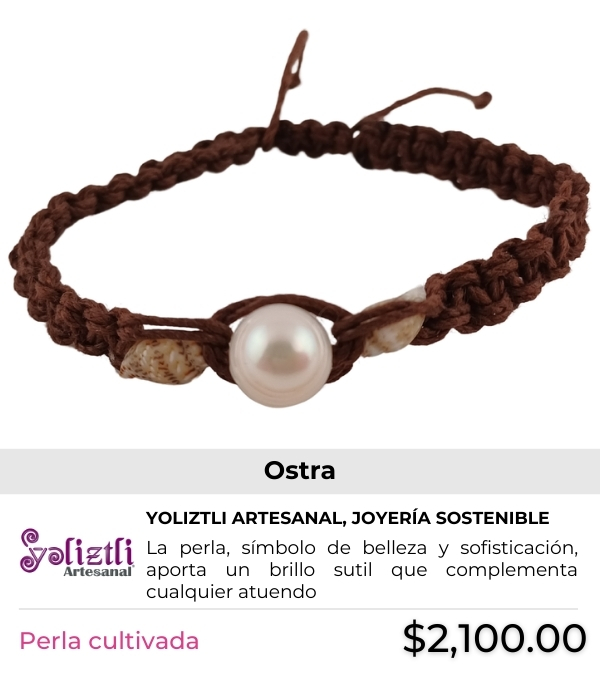 Ostra
YOLIZTLI ARTESANAL, JOYERÍA SOSTENIBLE
yoliztli
Artesanal
La perla, símbolo de belleza y sofisticación,
aporta un brillo sutil que complementa
cualquier atuendo
Perla cultivada
$2,100.00